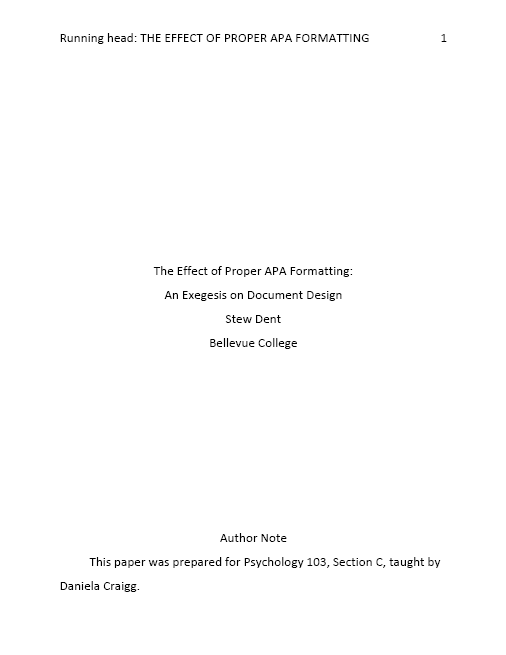 Running head: THE EFFECT OF PROPER APA FORMATTING 1
The Effect of Proper APA Formatting:
An Exegesis on Document Design
Stew Dent
Bellevue College
Author Note
This paper was prepared for Psychology 103, Section C, taught by
Daniela Craigg.